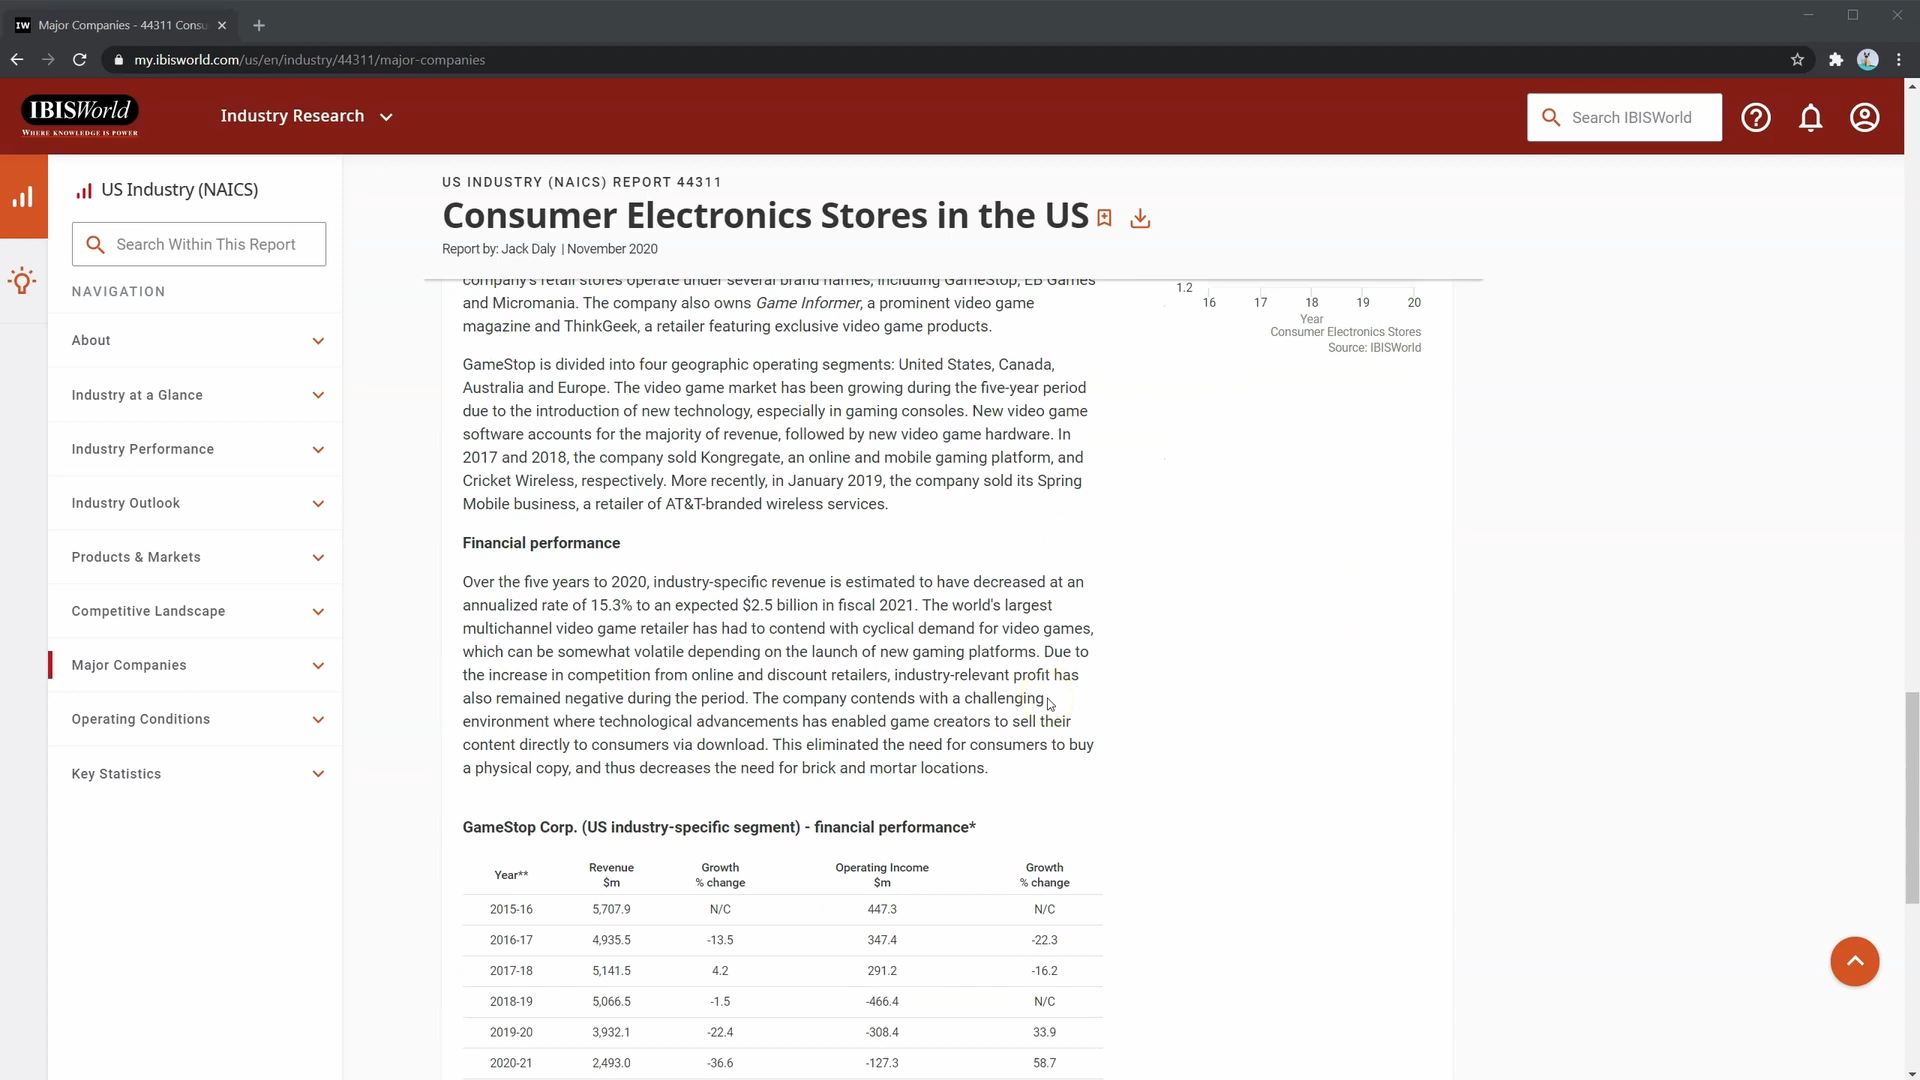 IW Major Companies - 44311 Consu
my.ibisworld.com/us/en/industry/44311/major-companies
IBISWorld
WHERE KNOWLEDGE IS POWER
Industry Research
Search IBISWorld
US Industry (NAICS)
Search Within This Report
NAVIGATION
About
Industry at a Glance
Industry Performance
Industry Outlook
Products & Markets
Competitive Landscape
Major Companies
Operating Conditions
Key Statistics
US INDUSTRY (NAICS) REPORT 44311
Consumer Electronics Stores in the US
Report by: Jack Daly | November 2020
company's retail stores operate under several brand names, including GameStop, EB Games
and Micromania. The company also owns Game Informer, a prominent video game
magazine and ThinkGeek, a retailer featuring exclusive video game products.
GameStop is divided into four geographic operating segments: United States, Canada,
Australia and Europe. The video game market has been growing during the five-year period
due to the introduction of new technology, especially in gaming consoles. New video game
software accounts for the majority of revenue, followed by new video game hardware. In
2017 and 2018, the company sold Kongregate, an online and mobile gaming platform, and
Cricket Wireless, respectively. More recently, in January 2019, the company sold its Spring
Mobile business, a retailer of AT&T-branded wireless services.
Financial performance
Over the five years to 2020, industry-specific revenue is estimated to have decreased at an
annualized rate of 15.3% to an expected $2.5 billion in fiscal 2021. The world's largest
multichannel video game retailer has had to contend with cyclical demand for video games,
which can be somewhat volatile depending on the launch of new gaming platforms. Due to
the increase in competition from online and discount retailers, industry-relevant profit has
also remained negative during the period. The company contends with a challenging
environment where technological advancements has enabled game creators to sell their
content directly to consumers via download. This eliminated the need for consumers to buy
a physical copy, and thus decreases the need for brick and mortar locations.
GameStop Corp. (US industry-specific segment) - financial performance*
Year** Revenue $m Growth % change Operating Income $m Growth % change
2015-16 5,707.9 N/C 447.3 N/C
2016-17 4,935.5 -13.5 347.4 -22.3
2017-18 5,141.5 4.2 291.2 -16.2
2018-19 5,066.5 -1.5 -466.4 N/C
2019-20 3,932.1 -22.4 -308.4 33.9
2020-21 2,493.0 -36.6 -127.3 58.7
1.2
16 17 18 19 20
Year
Consumer Electronics Stores
Source: IBISWorld